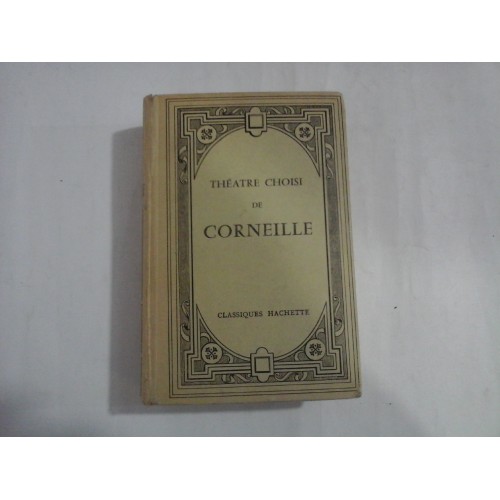 THÉATRE CHOISI
DE
CORNEILLE
CLASSIQUES HACHETTE